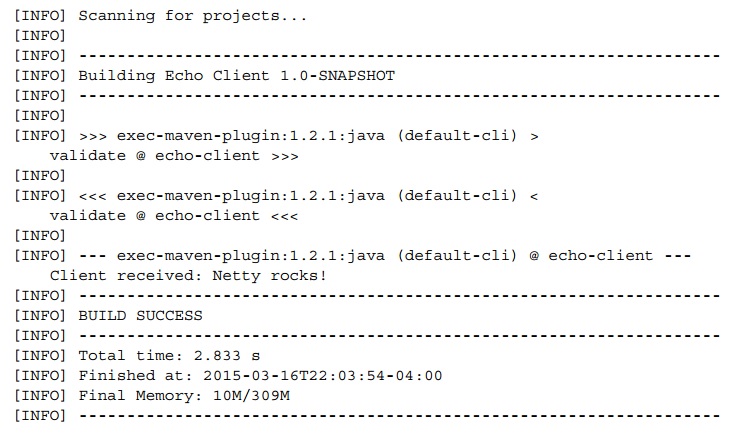 [INFO] Scanning for projects...
[INFO]
[INFO] -------------------------------------------------------------------
[INFO] Building Echo Client 1.0-SNAPSHOT
[INFO] -------------------------------------------------------------------
[INFO]
[INFO] >>> exec-maven-plugin:1.2.1:java (default-cli) >
    validate @ echo-client >>>
[INFO]
[INFO] <<< exec-maven-plugin:1.2.1:java (default-cli) <
    validate @ echo-client <<<
[INFO]
[INFO] --- exec-maven-plugin:1.2.1:java (default-cli) @ echo-client ---
    Client received: Netty rocks!
[INFO] -------------------------------------------------------------------
[INFO] BUILD SUCCESS
[INFO] -------------------------------------------------------------------
[INFO] Total time: 2.833 s
[INFO] Finished at: 2015-03-16T22:03:54-04:00
[INFO] Final Memory: 10M/309M
[INFO] -------------------------------------------------------------------